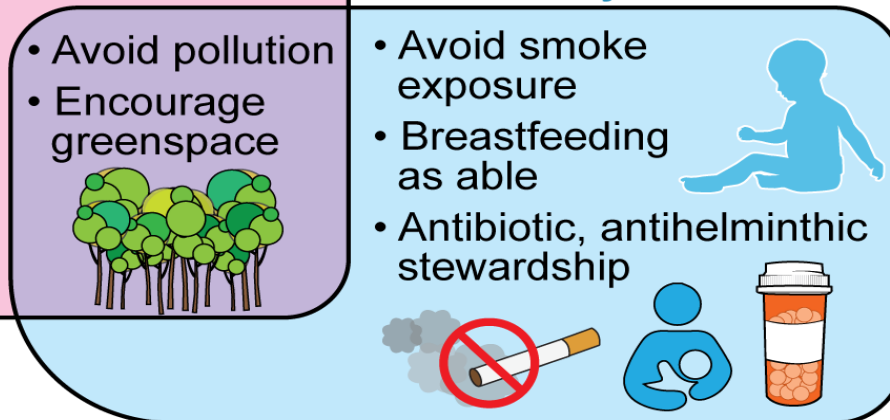 • Avoid pollution
• Encourage
greenspace
• Avoid smoke
exposure
• Breastfeeding
as able
• Antibiotic, antihelminthic
stewardship